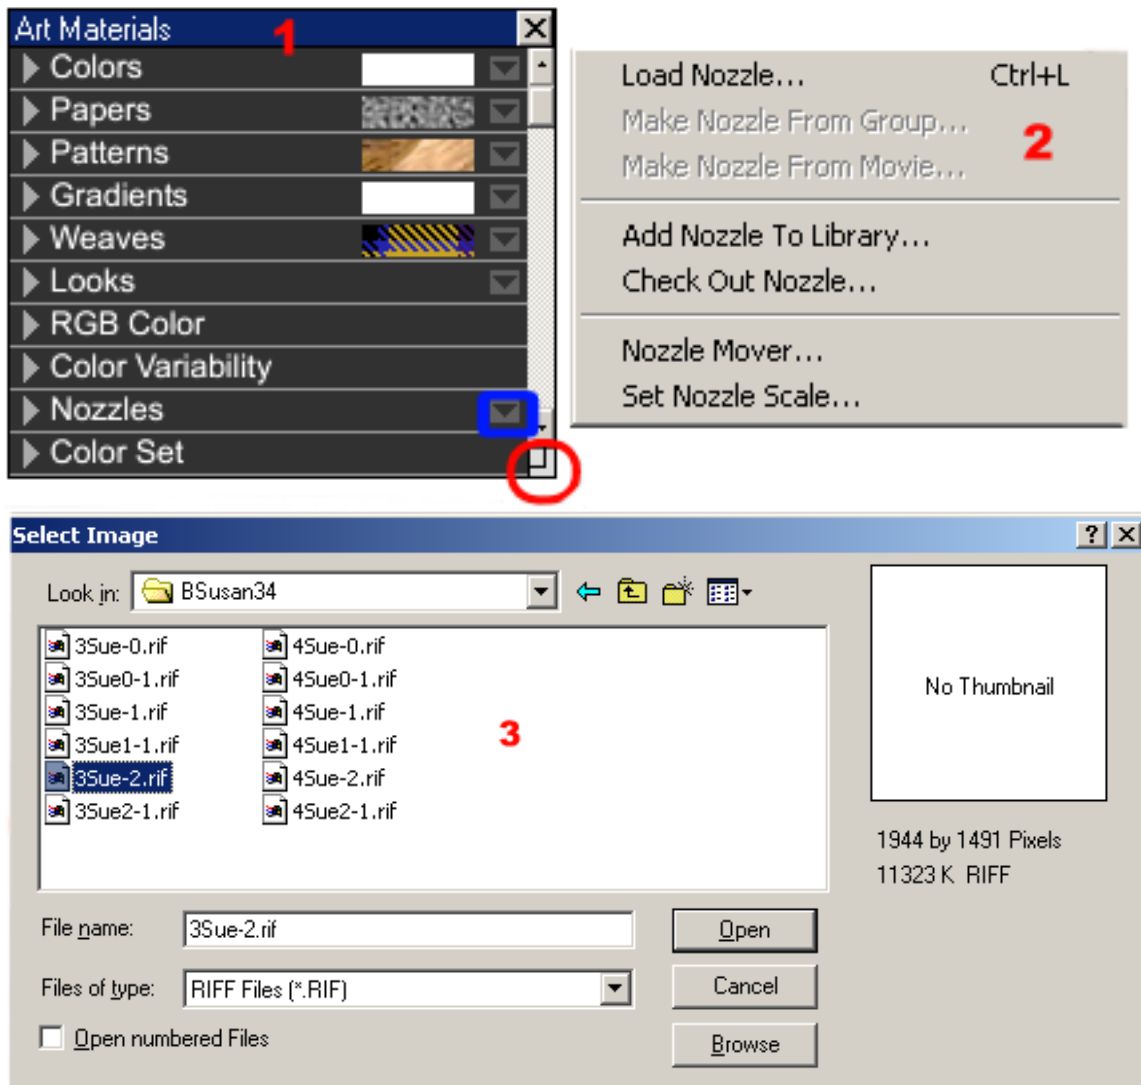 Art Materials
1
Colors
Papers
Patterns
Gradients
Weaves
Looks
RGB Color
Color Variability
Nozzles
Color Set
Load Nozzle... Ctrl+L
Make Nozzle From Group...
2
Make Nozzle From Movie...
Add Nozzle To Library...
Check Out Nozzle...
Nozzle Mover...
Set Nozzle Scale...
Select Image
Look in: BSusan34
3Sue-0.rif 4Sue-0.rif
3Sue0-1.rif 4Sue0-1.rif
3Sue-1.rif 4Sue-1.rif
3Sue1-1.rif 4Sue1-1.rif
3Sue-2.rif 4Sue-2.rif
3Sue2-1.rif 4Sue2-1.rif
3
No Thumbnail
1944 by 1491 Pixels
11323 K RIFF
File name: 3Sue-2.rif Open
Files of type: RIFF Files (*.RIF) Cancel
Open numbered Files Browse